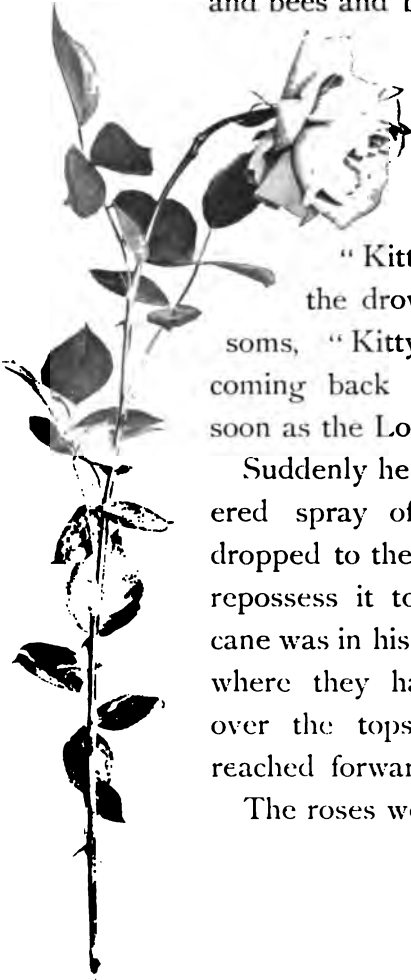 and bees and
" Kitt
the drov
soms, " Kitty
coming back
soon as the Lo
Suddenly he
ered spray of
dropped to the
repossess it to
cane was in his
where they ha
over the tops
reached forwar
The roses we